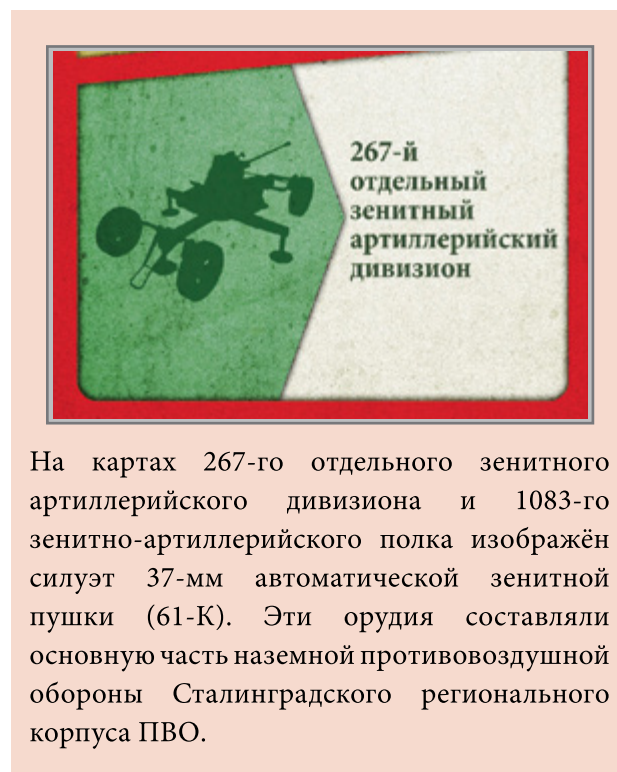 267-й
отдельный
зенитный
артиллерийский
дивизион
На картах 267-го отдельного зенитного
артиллерийского дивизиона и 1083-го
зенитно-артиллерийского полка изображён
силуэт 37-мм автоматической зенитной
пушки (61-К). Эти орудия составляли
основную часть наземной противовоздушной
обороны Сталинградского регионального
корпуса ПВО.